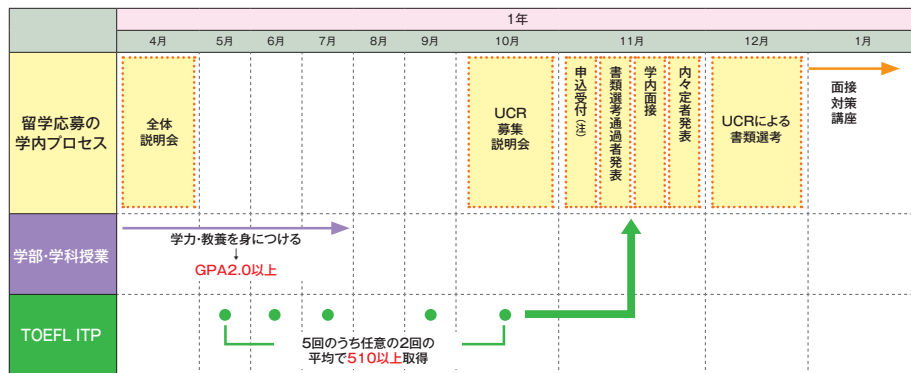 1年
4月
5月
6月
7月
8月
9月
10月
11月
12月
1月
留学応募の
学内プロセス
全体
説明会
UCR
募集
説明会
申込受付(注)
書類選考通過者発表
学内面接
内々定者発表
UCRによる
書類選考
面接
対策
講座
学部・学科授業
学力・教養を身につける
↓
GPA2.0以上
TOEFL ITP
5回のうち任意の2回の
平均で510以上取得